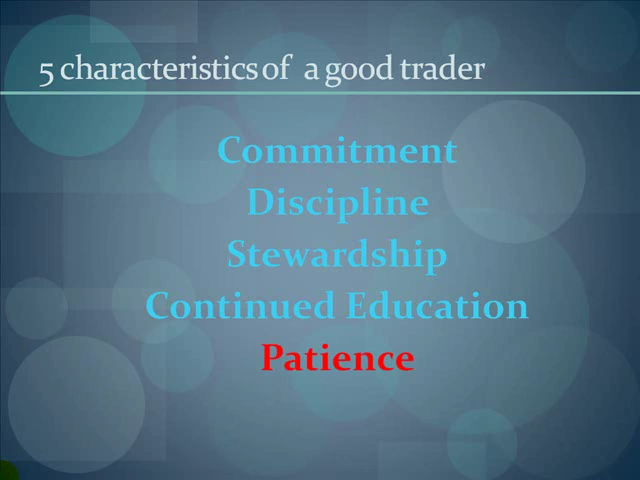 5 characteristics of a good trader
Commitment
Discipline
Stewardship
Continued Education
Patience